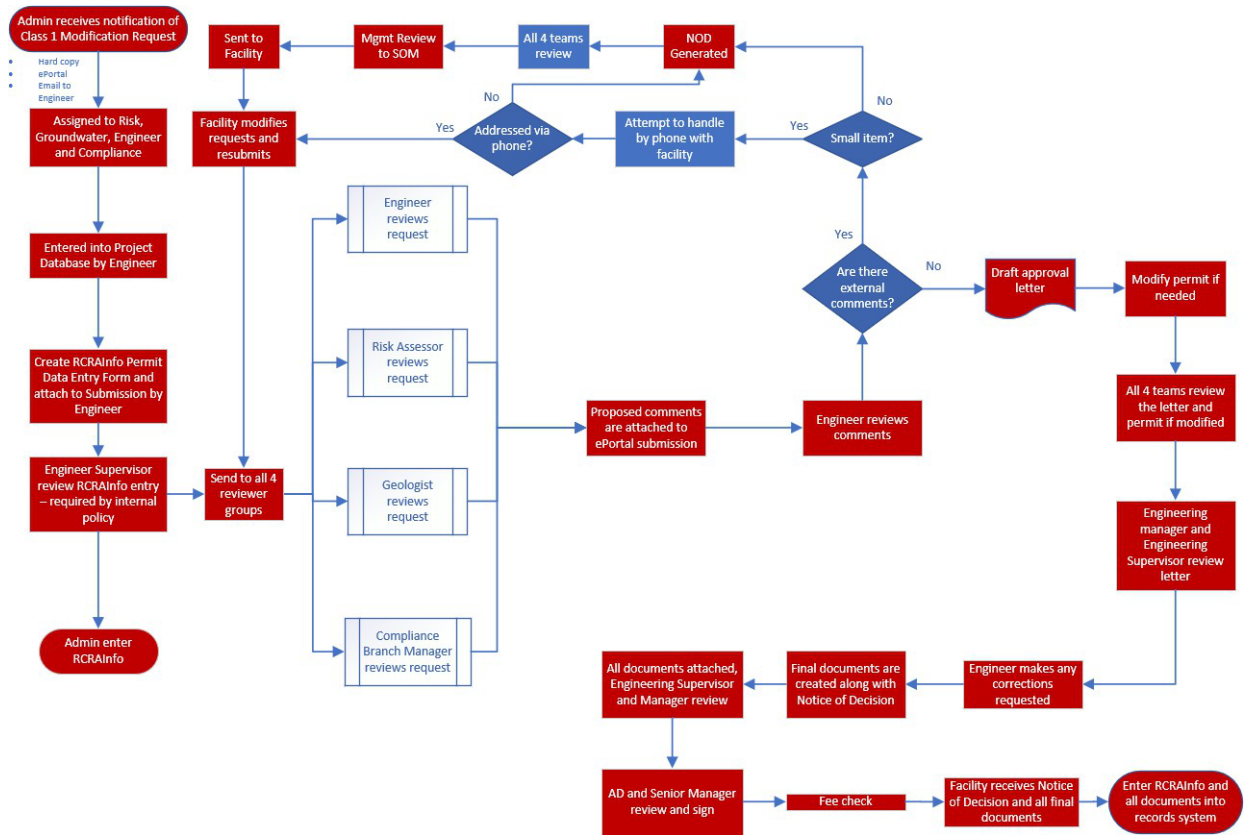 Admin receives notification of
Class 1 Modification Request
Hard copy
ePortal
Email to
Engineer
Assigned to Risk,
Groundwater, Engineer
and Compliance
Entered into Project
Database by Engineer
Create RCRAInfo Permit
Data Entry Form and
attach to Submission by
Engineer
Engineer Supervisor
review RCRAInfo entry
– required by internal
policy
Admin enter
RCRAInfo
Sent to
Facility
Mgmt Review
to SOM
All 4 teams
review
NOD
Generated
Facility modifies
requests and
resubmits
Yes
Addressed via
phone?
No
Attempt to handle
by phone with
facility
Yes
Small item?
No
Send to all 4
reviewer
groups
Engineer
reviews
request
Risk Assessor
reviews
request
Geologist
reviews
request
Compliance
Branch Manager
reviews request
Proposed comments
are attached to
ePortal submission
Engineer reviews
comments
Yes
Are there
external
comments?
No
Draft approval
letter
Modify permit if
needed
All 4 teams review
the letter and
permit if modified
Engineering
manager and
Engineering
Supervisor review
letter
Engineer makes any
corrections
requested
Final documents are
created along with
Notice of Decision
All documents attached,
Engineering Supervisor
and Manager review
AD and Senior Manager
review and sign
Fee check
Facility receives Notice
of Decision and all final
documents
Enter RCRAInfo and
all documents into
records system